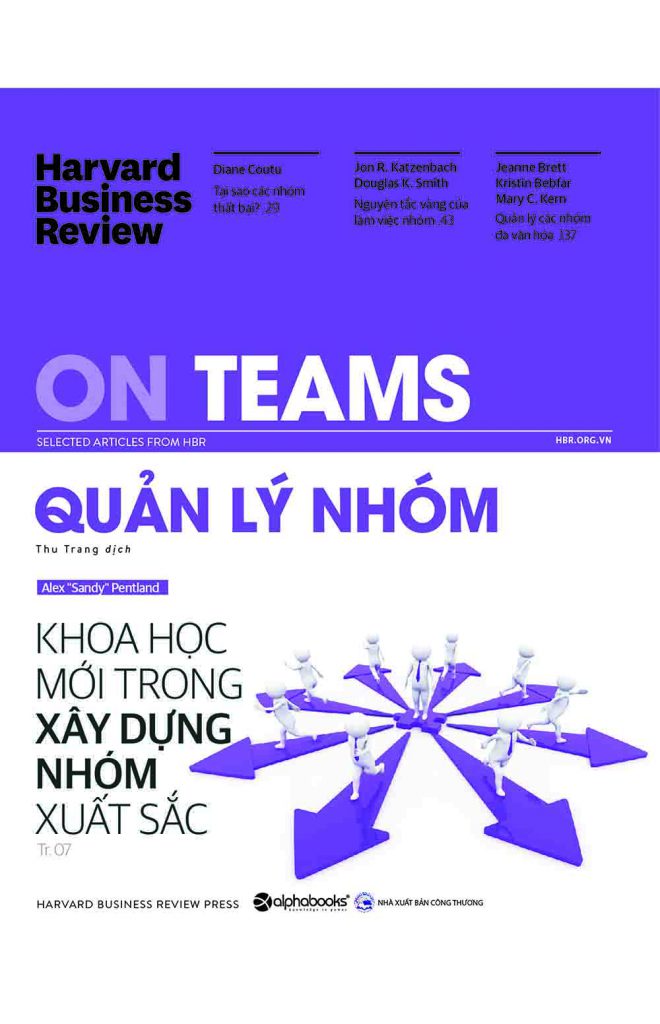 Harvard
Business
Review
Diane Coutu
Tại sao các nhóm
thất bại? 29
Jon R. Katzenbach
Douglas K. Smith
Nguyên tắc vàng của
làm việc nhóm 43
Jeanne Brett
Kristin Bebfar
Mary C. Kern
Quản lý các nhóm
đa văn hóa 137
ON TEAMS
SELECTED ARTICLES FROM HBR
HBR.ORG.VN
QUẢN LÝ NHÓM
Thu Trang dịch
Alex "Sandy" Pentland
KHOA HỌC
MỚI TRONG
XÂY DỰNG
NHÓM
XUẤT SẮC
Tr. 07
HARVARD BUSINESS REVIEW PRESS
alphabooks®
knowledge is power
NHÀ XUẤT BẢN CÔNG THƯƠNG